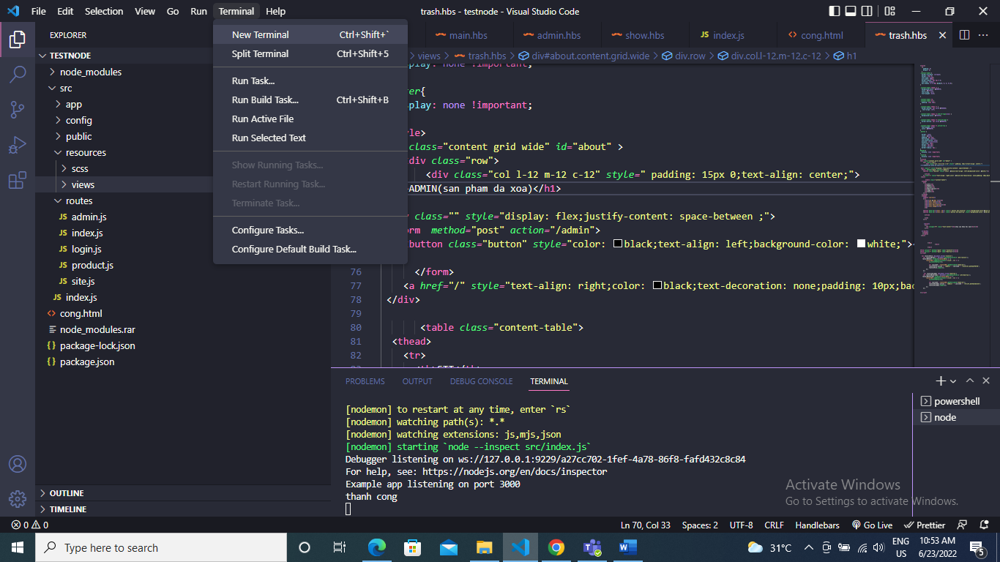 File Edit Selection View Go Run Terminal Help
trash.hbs - testnode - Visual Studio Code
EXPLORER
TESTNODE
node_modules
src
app
config
public
resources
scss
views
routes
JS admin.js
JS index.js
JS login.js
JS product.js
JS site.js
JS index.js
cong.html
node_modules.rar
package-lock.json
package.json
OUTLINE
TIMELINE
New Terminal Ctrl+Shift+`
Split Terminal Ctrl+Shift+5
Run Task...
Run Build Task... Ctrl+Shift+B
Run Active File
Run Selected Text
Show Running Tasks...
Restart Running Task...
Terminate Task...
Configure Tasks...
Configure Default Build Task...
main.hbs admin.hbs show.hbs JS index.js cong.html trash.hbs
views > trash.hbs > div#about.content.grid.wide > div.row > div.col.l-12.m-12.c-12 > h1
play: none !important;
er{
play: none !important;
le>
class="content grid wide" id="about" >
div class="row">
<div class="col l-12 m-12 c-12" style=" padding: 15px 0;text-align: center;">
ADMIN(san pham da xoa)</h1>
class="" style="display: flex;justify-content: space-between ;">
rm method="post" action="/admin">
button class="button" style="color: black;text-align: left;background-color: white;">
76 </form>
77 <a href="/" style="text-align: right;color: black;text-decoration: none;padding: 10px;bac
78 </div>
79
80 <table class="content-table">
81 <thead>
82 <tr>
PROBLEMS OUTPUT DEBUG CONSOLE TERMINAL
[nodemon] to restart at any time, enter `rs`
[nodemon] watching path(s): *.*
[nodemon] watching extensions: js,mjs,json
[nodemon] starting `node --inspect src/index.js`
Debugger listening on ws://127.0.0.1:9229/a27cc702-1fef-4a78-86f8-fafd432c8c84
For help, see: https://nodejs.org/en/docs/inspector
Example app listening on port 3000
thanh cong
powershell
node
Activate Windows
Go to Settings to activate Windows.
0 0
Ln 70, Col 33 Spaces: 2 UTF-8 CRLF Handlebars Go Live Prettier
Type here to search
31°C
ENG
US
10:53 AM
6/23/2022
5